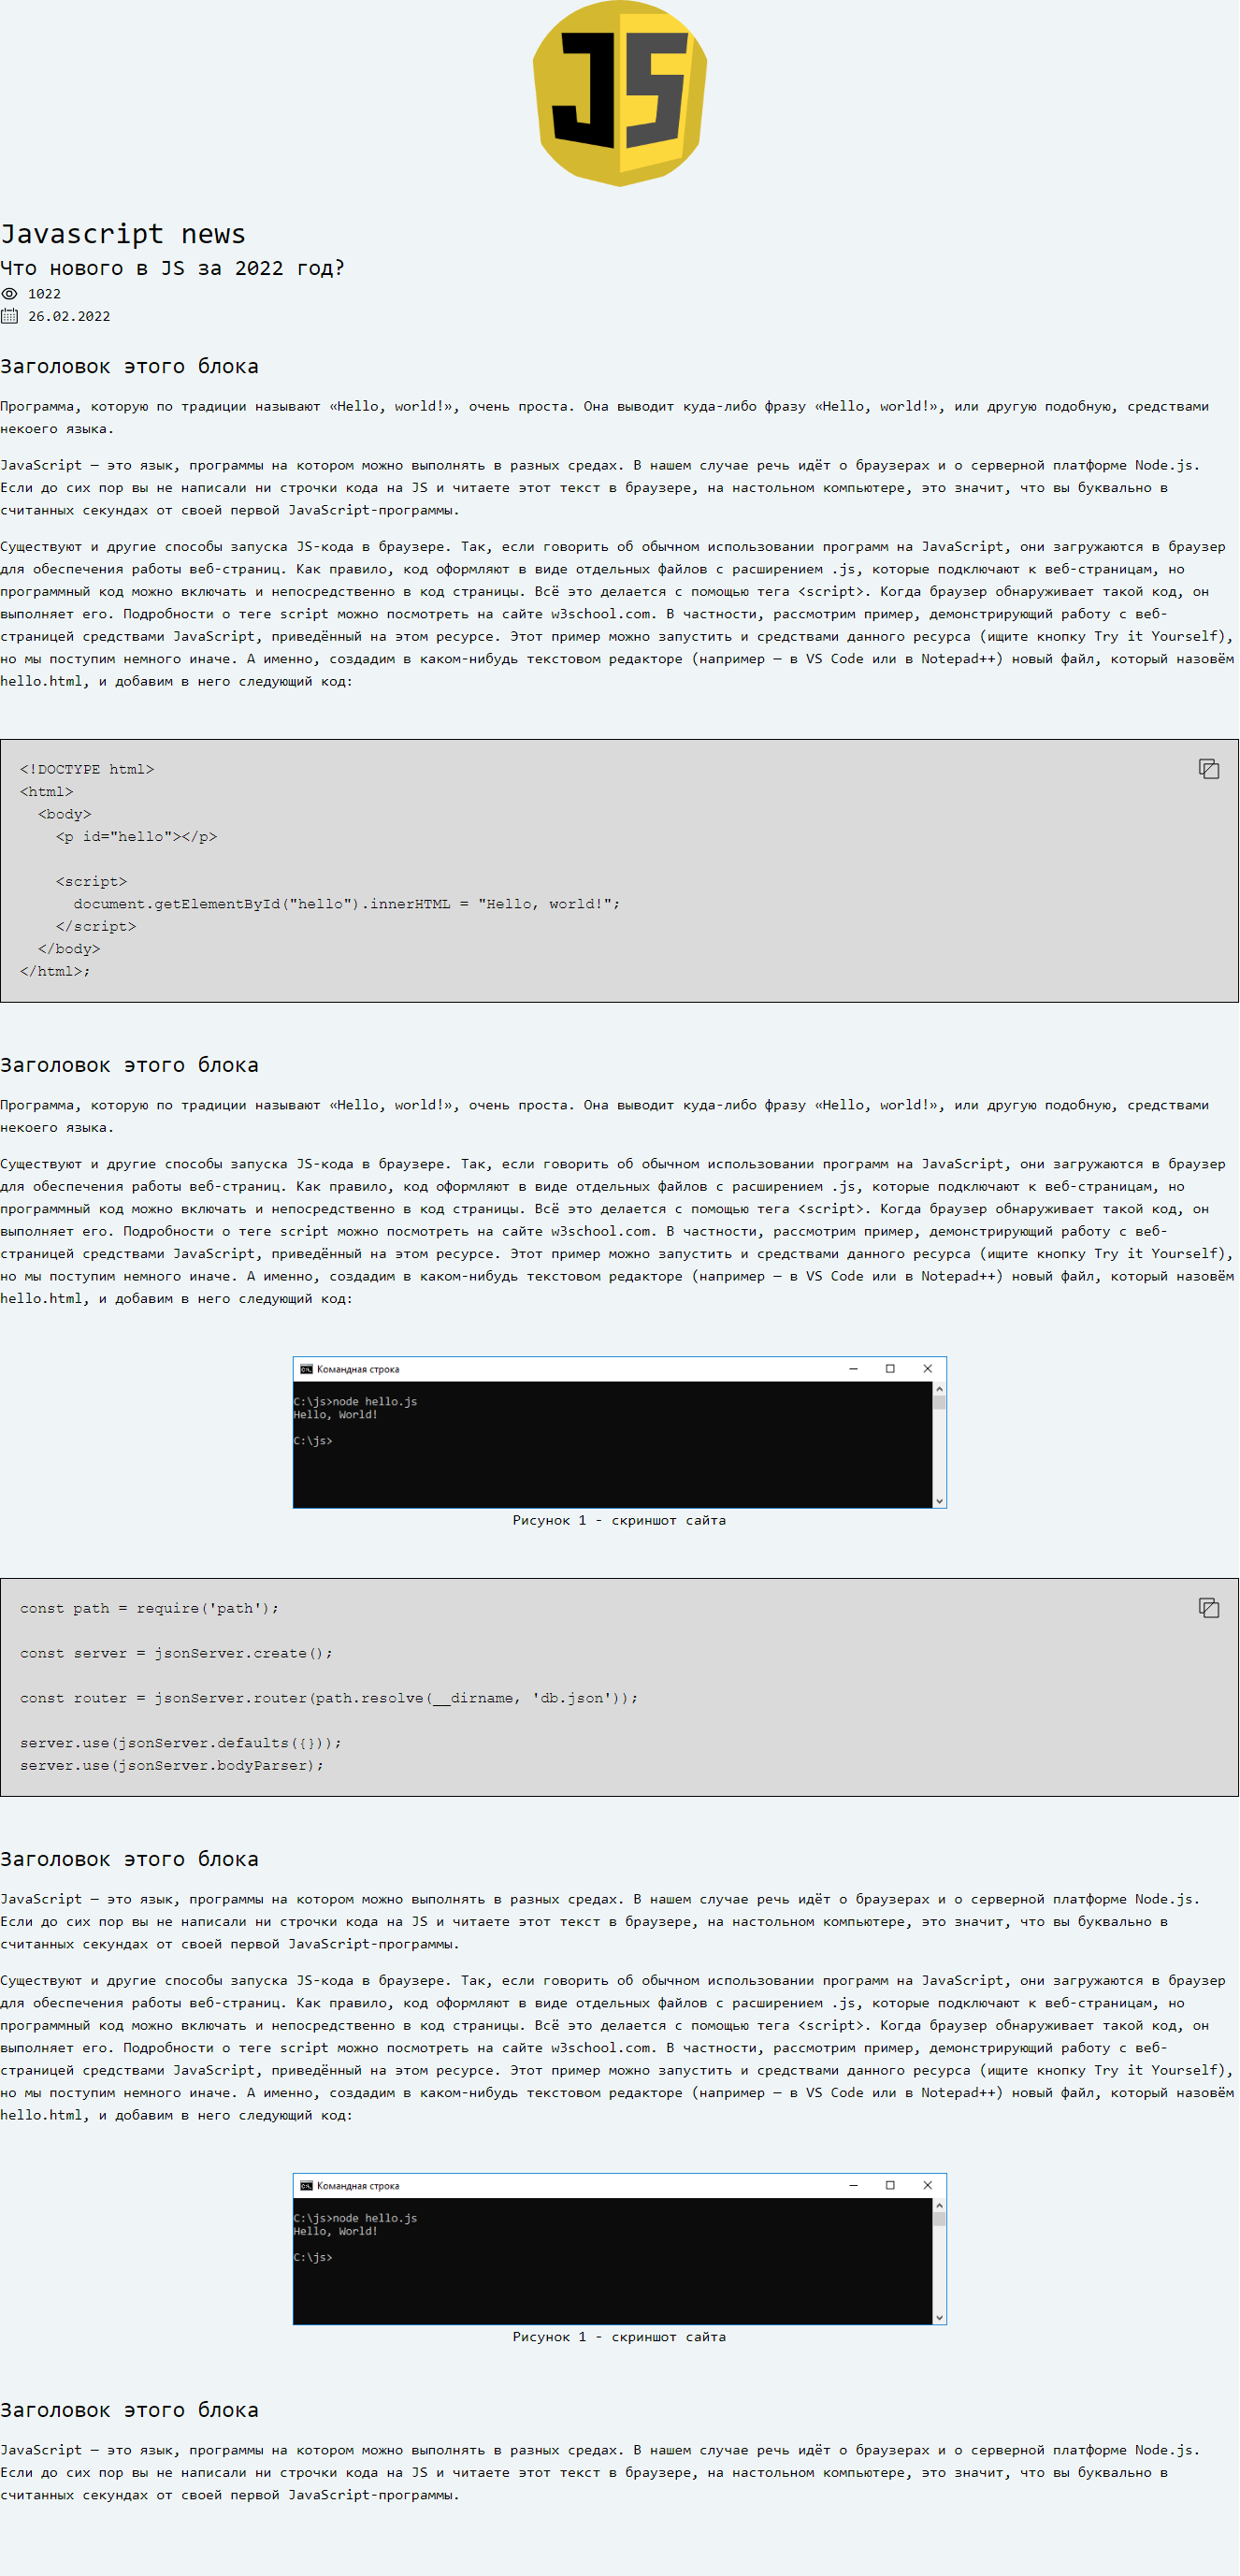 JS
Javascript news
Что нового в JS за 2022 год?
1022
26.02.2022
Заголовок этого блока
Программа, которую по традиции называют «Hello, world!», очень проста. Она выводит куда-либо фразу «Hello, world!», или другую подобную, средствами
некоего языка.
JavaScript — это язык, программы на котором можно выполнять в разных средах. В нашем случае речь идёт о браузерах и о серверной платформе Node.js.
Если до сих пор вы не написали ни строчки кода на JS и читаете этот текст в браузере, на настольном компьютере, это значит, что вы буквально в
считанных секундах от своей первой JavaScript-программы.
Существуют и другие способы запуска JS-кода в браузере. Так, если говорить об обычном использовании программ на JavaScript, они загружаются в браузер
для обеспечения работы веб-страниц. Как правило, код оформляют в виде отдельных файлов с расширением .js, которые подключают к веб-страницам, но
программный код можно включать и непосредственно в код страницы. Всё это делается с помощью тега <script>. Когда браузер обнаруживает такой код, он
выполняет его. Подробности о теге script можно посмотреть на сайте w3school.com. В частности, рассмотрим пример, демонстрирующий работу с веб-
страницей средствами JavaScript, приведённый на этом ресурсе. Этот пример можно запустить и средствами данного ресурса (ищите кнопку Try it Yourself),
но мы поступим немного иначе. А именно, создадим в каком-нибудь текстовом редакторе (например — в VS Code или в Notepad++) новый файл, который назовём
hello.html, и добавим в него следующий код:
<!DOCTYPE html>
<html>
  <body>
    <p id="hello"></p>
    <script>
      document.getElementById("hello").innerHTML = "Hello, world!";
    </script>
  </body>
</html>;
Заголовок этого блока
Программа, которую по традиции называют «Hello, world!», очень проста. Она выводит куда-либо фразу «Hello, world!», или другую подобную, средствами
некоего языка.
Существуют и другие способы запуска JS-кода в браузере. Так, если говорить об обычном использовании программ на JavaScript, они загружаются в браузер
для обеспечения работы веб-страниц. Как правило, код оформляют в виде отдельных файлов с расширением .js, которые подключают к веб-страницам, но
программный код можно включать и непосредственно в код страницы. Всё это делается с помощью тега <script>. Когда браузер обнаруживает такой код, он
выполняет его. Подробности о теге script можно посмотреть на сайте w3school.com. В частности, рассмотрим пример, демонстрирующий работу с веб-
страницей средствами JavaScript, приведённый на этом ресурсе. Этот пример можно запустить и средствами данного ресурса (ищите кнопку Try it Yourself),
но мы поступим немного иначе. А именно, создадим в каком-нибудь текстовом редакторе (например — в VS Code или в Notepad++) новый файл, который назовём
hello.html, и добавим в него следующий код:
Командная строка
C:\js>node hello.js
Hello, World!
C:\js>
Рисунок 1 - скриншот сайта
const path = require('path');
const server = jsonServer.create();
const router = jsonServer.router(path.resolve(__dirname, 'db.json'));
server.use(jsonServer.defaults({}));
server.use(jsonServer.bodyParser);
Заголовок этого блока
JavaScript — это язык, программы на котором можно выполнять в разных средах. В нашем случае речь идёт о браузерах и о серверной платформе Node.js.
Если до сих пор вы не написали ни строчки кода на JS и читаете этот текст в браузере, на настольном компьютере, это значит, что вы буквально в
считанных секундах от своей первой JavaScript-программы.
Существуют и другие способы запуска JS-кода в браузере. Так, если говорить об обычном использовании программ на JavaScript, они загружаются в браузер
для обеспечения работы веб-страниц. Как правило, код оформляют в виде отдельных файлов с расширением .js, которые подключают к веб-страницам, но
программный код можно включать и непосредственно в код страницы. Всё это делается с помощью тега <script>. Когда браузер обнаруживает такой код, он
выполняет его. Подробности о теге script можно посмотреть на сайте w3school.com. В частности, рассмотрим пример, демонстрирующий работу с веб-
страницей средствами JavaScript, приведённый на этом ресурсе. Этот пример можно запустить и средствами данного ресурса (ищите кнопку Try it Yourself),
но мы поступим немного иначе. А именно, создадим в каком-нибудь текстовом редакторе (например — в VS Code или в Notepad++) новый файл, который назовём
hello.html, и добавим в него следующий код:
Командная строка
C:\js>node hello.js
Hello, World!
C:\js>
Рисунок 1 - скриншот сайта
Заголовок этого блока
JavaScript — это язык, программы на котором можно выполнять в разных средах. В нашем случае речь идёт о браузерах и о серверной платформе Node.js.
Если до сих пор вы не написали ни строчки кода на JS и читаете этот текст в браузере, на настольном компьютере, это значит, что вы буквально в
считанных секундах от своей первой JavaScript-программы.